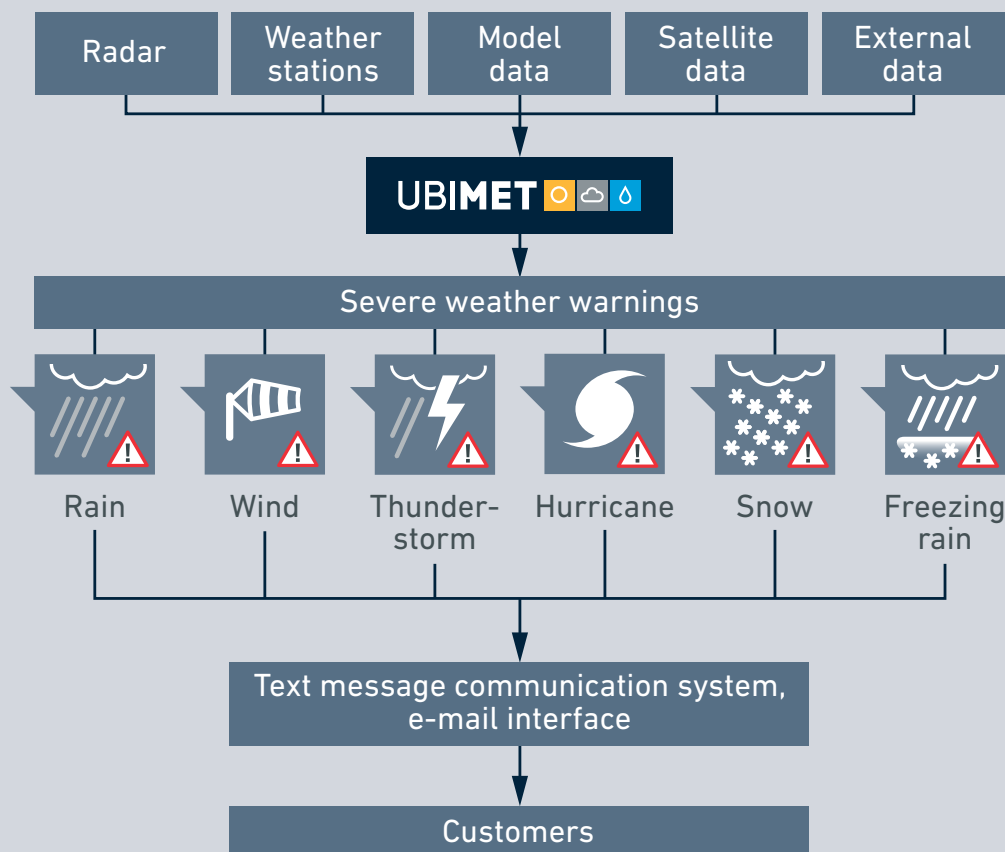 Radar
Weather
stations
Model
data
Satellite
data
External
data
UBIMET
Severe weather warnings
!
!
!
!
!
!
Rain
Wind
Thunder-
storm
Hurricane
Snow
Freezing
rain
Text message communication system,
e-mail interface
Customers